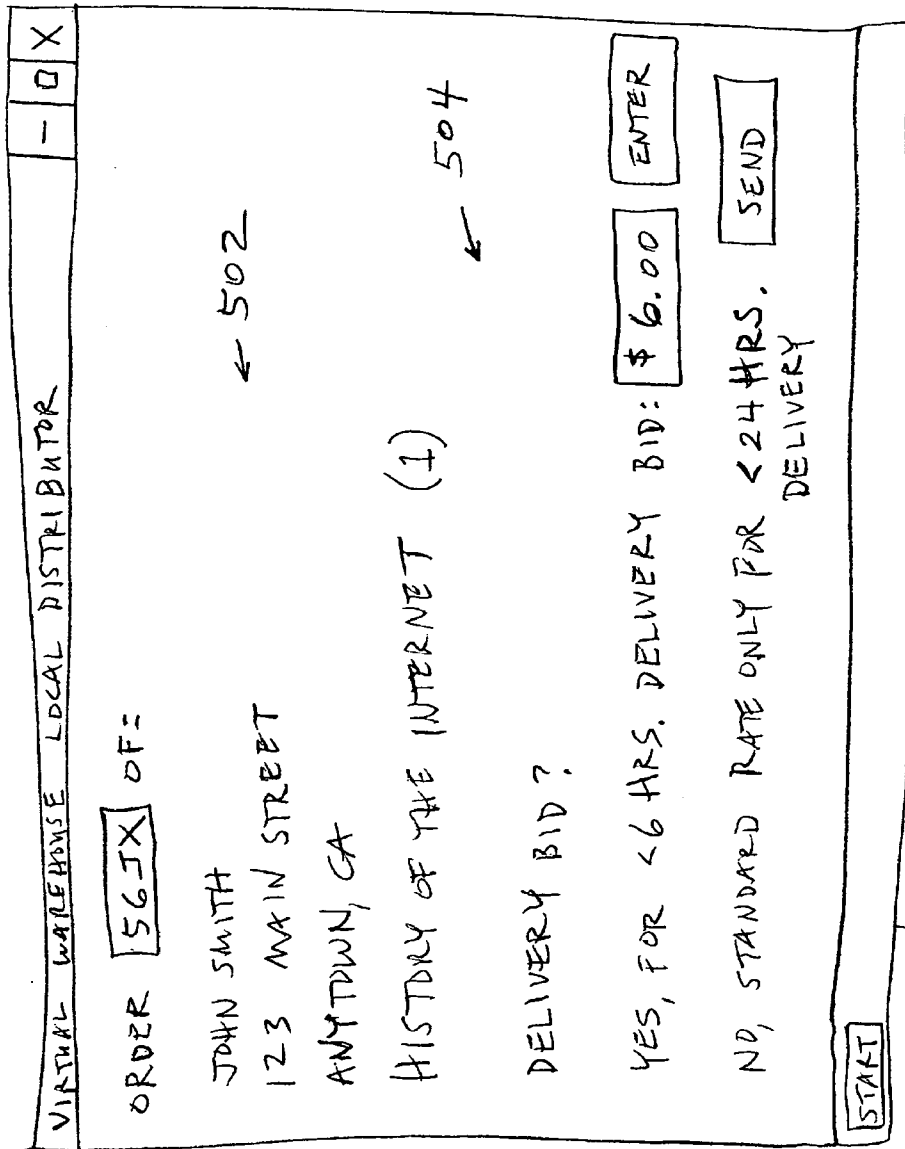 VIRTUAL WAREHOUSE LOCAL DISTRIBUTOR - □ X
ORDER 56JX OF:
JOHN SMITH
123 MAIN STREET
ANYTOWN, CA
← 502
HISTORY OF THE INTERNET (1)
← 504
DELIVERY BID?
YES, FOR <6 HRS. DELIVERY BID: $ 6.00 ENTER
NO, STANDARD RATE ONLY FOR <24 HRS. SEND
DELIVERY
START